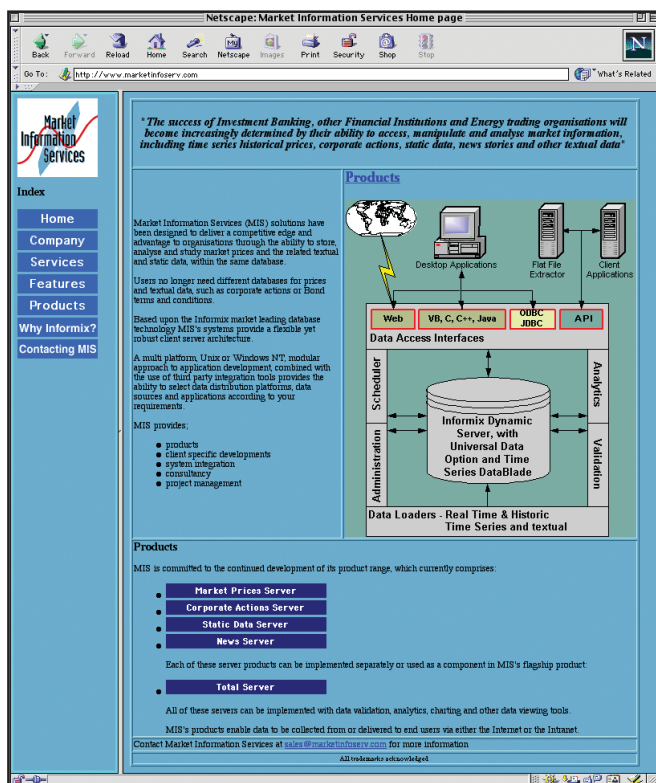 Netscape: Market Information Services Home page
Back Forward Reload Home Search Netscape Images Print Security Shop Stop
Go To: http://www.marketinfoserv.com What's Related
Market
Information
Services
Index
Home
Company
Services
Features
Products
Why Informix?
Contacting MIS
"The success of Investment Banking, other Financial Institutions and Energy trading organisations will
become increasingly determined by their ability to access, manipulate and analyse market information,
including time series historical prices, corporate actions, static data, news stories and other textual data"
Market Information Services (MIS) solutions have
been designed to deliver a competitive edge and
advantage to organisations through the ability to store,
analyse and study market prices and the related textual
and static data, within the same database.
Users no longer need different databases for prices
and textual data, such as corporate actions or Bond
terms and conditions.
Based upon the Informix market leading database
technology MIS's systems provide a flexible yet
robust client server architecture.
A multi platform, Unix or Windows NT, modular
approach to application development, combined with
the use of third party integration tools provides the
ability to select data distribution platforms, data
sources and applications according to your
requirements.
MIS provides;
products
client specific developments
system integration
consultancy
project management
Products
Desktop Applications
Flat File
Extractor
Client
Applications
Web
VB, C, C++, Java
ODBC
JDBC
API
Data Access Interfaces
Scheduler
Analytics
Informix Dynamic
Server, with
Universal Data
Option and Time
Series DataBlade
Administration
Validation
Data Loaders - Real Time & Historic
Time Series and textual
Products
MIS is committed to the continued development of its product range, which currently comprises:
Market Prices Server
Corporate Actions Server
Static Data Server
News Server
Each of these server products can be implemented separately or used as a component in MIS's flagship product:
Total Server
All of these servers can be implemented with data validation, analytics, charting and other data viewing tools.
MIS's products enable data to be collected from or delivered to end users via either the Internet or the Intranet.
Contact Market Information Services at sales@marketinfoserv.com for more information
All trademarks acknowledged